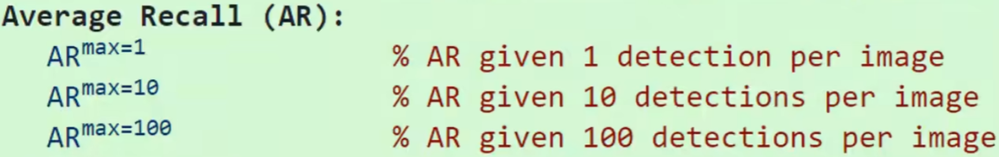 Average Recall (AR):
AR^max=1 % AR given 1 detection per image
AR^max=10 % AR given 10 detections per image
AR^max=100 % AR given 100 detections per image